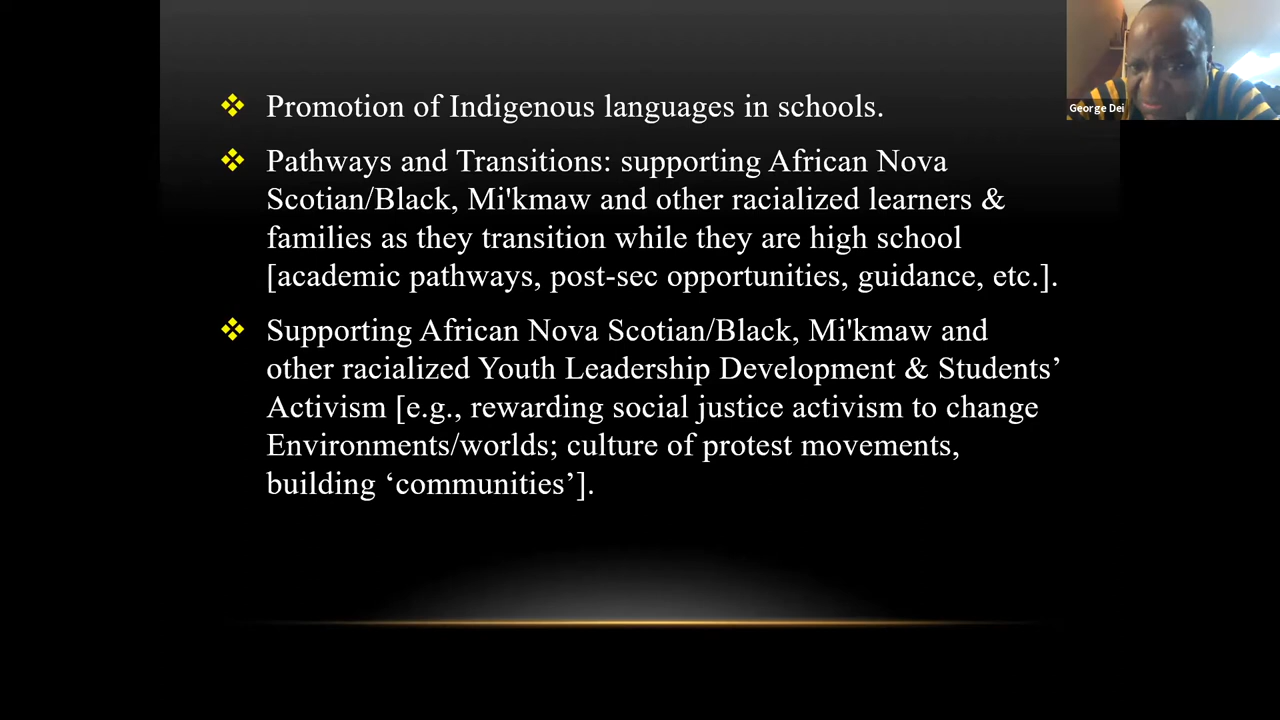 Promotion of Indigenous languages in schools.
Pathways and Transitions: supporting African Nova
Scotian/Black, Mi'kmaw and other racialized learners &
families as they transition while they are high school
[academic pathways, post-sec opportunities, guidance, etc.].
Supporting African Nova Scotian/Black, Mi'kmaw and
other racialized Youth Leadership Development & Students’
Activism [e.g., rewarding social justice activism to change
Environments/worlds; culture of protest movements,
building ‘communities’].
George Dei